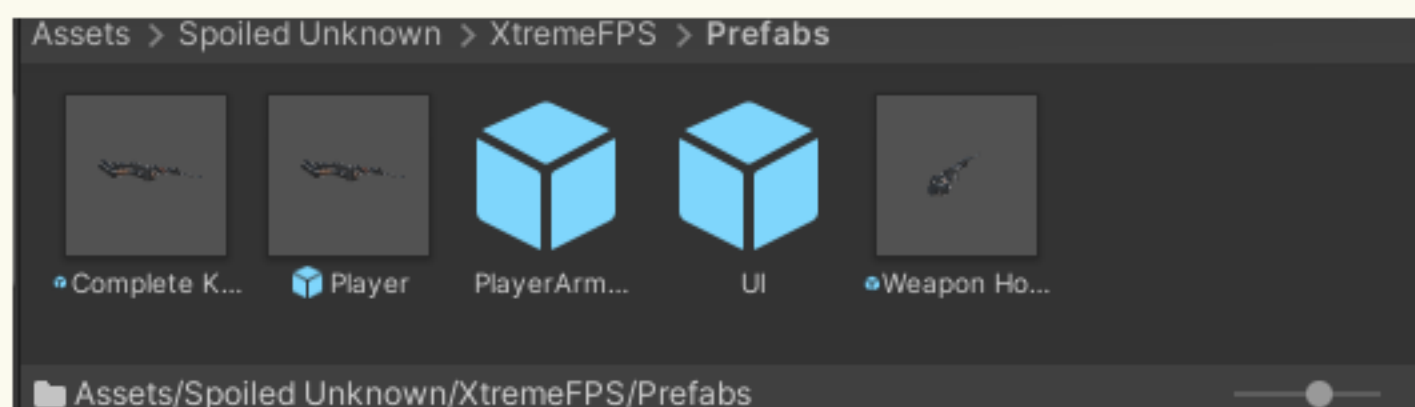 Assets > Spoiled Unknown > XtremeFPS > Prefabs
Complete K... Player PlayerArm... UI Weapon Ho...
Assets/Spoiled Unknown/XtremeFPS/Prefabs